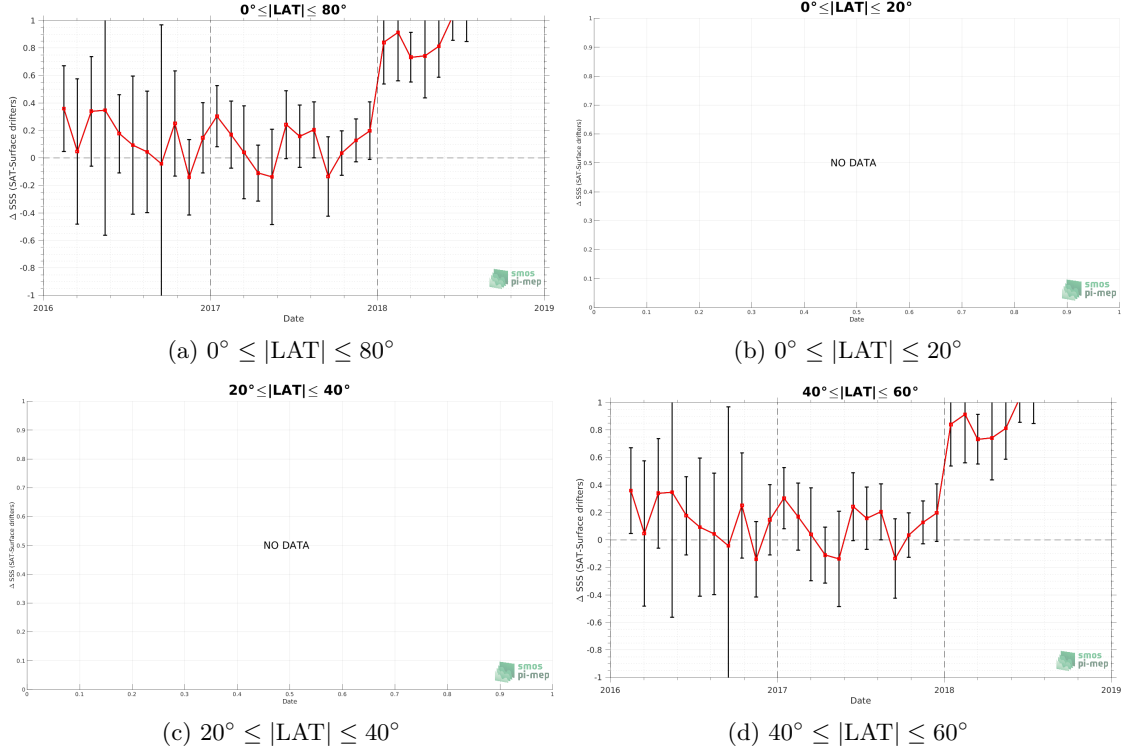 0°≤|LAT|≤ 80°
1
0.8
0.6
0.4
0.2
0
-0.2
-0.4
-0.6
-0.8
-1
Δ SSS (SAT-Surface drifters)
2016
2017
2018
2019
Date
smos
pi-mep
(a) 0° ≤ |LAT| ≤ 80°
0°≤|LAT|≤ 20°
1
0.9
0.8
0.7
0.6
0.5
0.4
0.3
0.2
0.1
0
Δ SSS (SAT-Surface drifters)
NO DATA
0 0.1 0.2 0.3 0.4 0.5 0.6 0.7 0.8 0.9 1
Date
smos
pi-mep
(b) 0° ≤ |LAT| ≤ 20°
20°≤|LAT|≤ 40°
1
0.9
0.8
0.7
0.6
0.5
0.4
0.3
0.2
0.1
0
Δ SSS (SAT-Surface drifters)
NO DATA
0 0.1 0.2 0.3 0.4 0.5 0.6 0.7 0.8 0.9 1
Date
smos
pi-mep
(c) 20° ≤ |LAT| ≤ 40°
40°≤|LAT|≤ 60°
1
0.8
0.6
0.4
0.2
0
-0.2
-0.4
-0.6
-0.8
-1
Δ SSS (SAT-Surface drifters)
2016
2017
2018
2019
Date
smos
pi-mep
(d) 40° ≤ |LAT| ≤ 60°